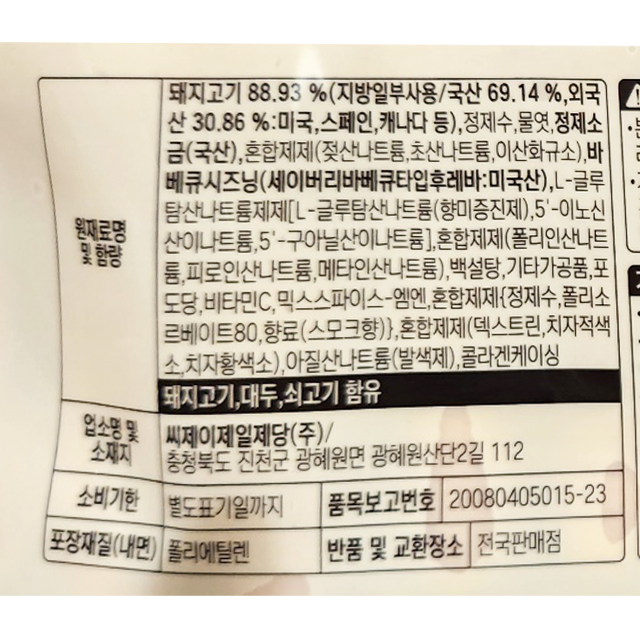 돼지고기 88.93 %(지방일부사용/국산 69.14 %,외국
산 30.86 %:미국,스페인,캐나다 등),정제수,물엿,정제소
금(국산),혼합제제(젖산나트륨,초산나트륨,이산화규소),바
베큐시즈닝(세이버리바베큐타입후레바:미국산),L-글루
탐산나트륨제제[L-글루탐산나트륨(향미증진제),5'-이노신
산이나트륨,5'-구아닐산이나트륨],혼합제제(폴리인산나트
륨,피로인산나트륨,메타인산나트륨),백설탕,기타가공품,포
도당,비타민C,믹스스파이스-엠엔,혼합제제{정제수,폴리소
르베이트80,향료(스모크향)},혼합제제(덱스트린,치자적색
소,치자황색소),아질산나트륨(발색제),콜라겐케이싱
원재료명
및 함량
돼지고기,대두,쇠고기 함유
업소명 및
소재지
씨제이제일제당(주)/
충청북도 진천군 광혜원면 광혜원산단2길 112
소비기한 별도표기일까지 품목보고번호 20080405015-23
포장재질(내면) 폴리에틸렌 반품 및 교환장소 전국판매점